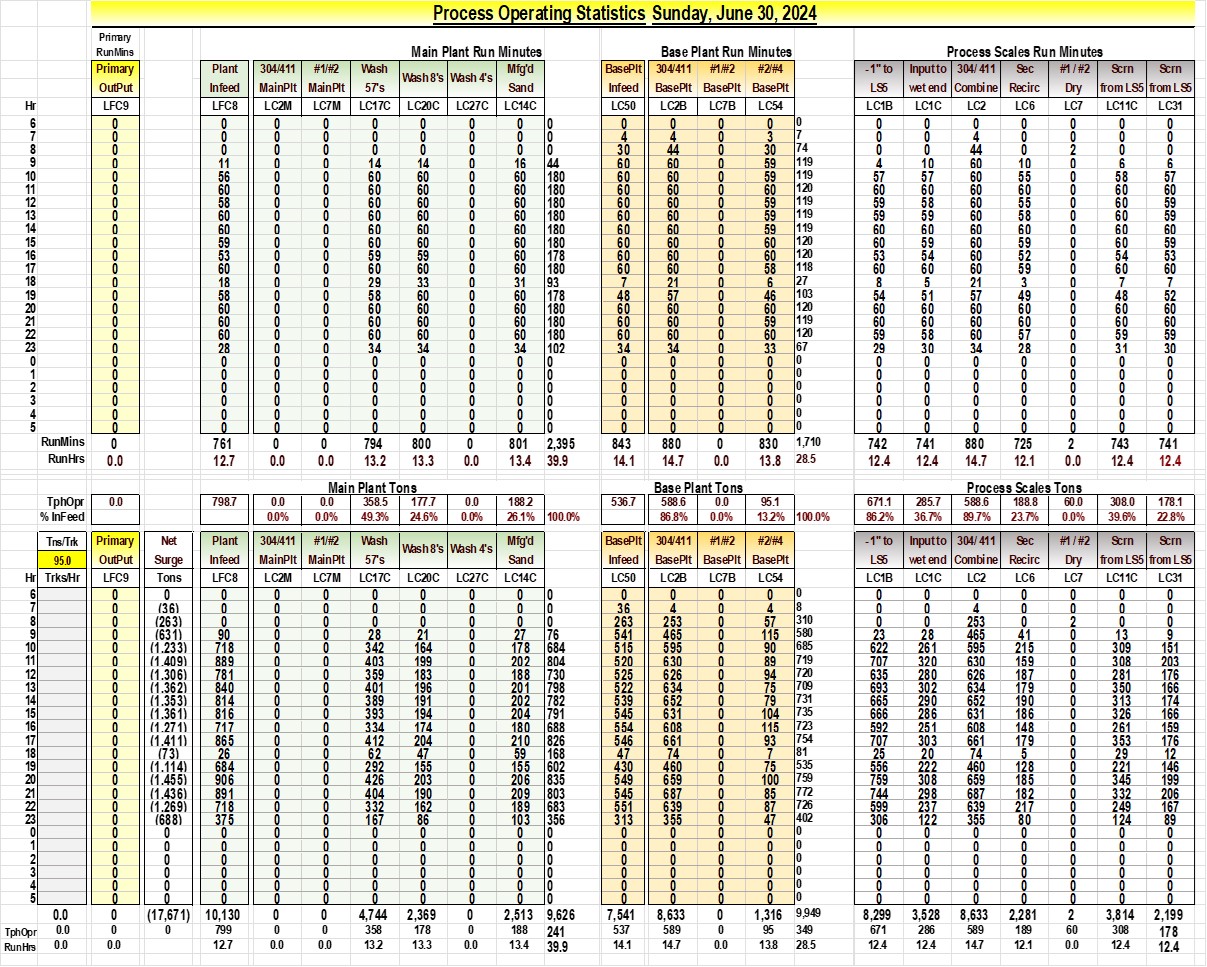 Process Operating Statistics Sunday, June 30, 2024
Primary
RunMins Main Plant Run Minutes Base Plant Run Minutes Process Scales Run Minutes
Primary Plant 304/411 #1/#2 Wash Wash 8's Wash 4's Mfg'd BasePlt 304/411 #1/#2 #2/#4 -1" to Input to 304/ 411 Sec #1 / #2 Scrn Scrn
OutPut Infeed MainPlt MainPlt 57's Sand Infeed BasePlt BasePlt BasePlt LS5 wet end Combine Recirc Dry from LS5 from LS5
Hr LFC9 LFC8 LC2M LC7M LC17C LC20C LC27C LC14C LC50 LC2B LC7B LC54 LC1B LC1C LC2 LC6 LC7 LC11C LC31
6 0 0 0 0 0 0 0 0 0 0 0 0 0 0 0 0 0 0 0 0 0
7 0 0 0 0 0 0 0 0 0 4 4 0 3 7 0 0 4 0 0 0 0
8 0 0 0 0 0 0 0 0 0 30 44 0 30 74 0 0 44 0 2 0 0
9 0 11 0 0 14 14 0 16 44 60 60 0 59 119 4 10 60 10 0 6 6
10 0 56 0 0 60 60 0 60 180 60 60 0 59 119 57 57 60 55 0 58 57
11 0 60 0 0 60 60 0 60 180 60 60 0 60 120 60 60 60 60 0 60 60
12 0 58 0 0 60 60 0 60 180 60 60 0 59 119 59 58 60 55 0 60 59
13 0 60 0 0 60 60 0 60 180 60 60 0 59 119 59 59 60 58 0 60 59
14 0 60 0 0 60 60 0 60 180 60 60 0 59 119 60 60 60 60 0 60 60
15 0 59 0 0 60 60 0 60 180 60 60 0 60 120 60 59 60 59 0 60 59
16 0 53 0 0 59 59 0 60 178 60 60 0 60 120 53 54 60 52 0 54 53
17 0 60 0 0 60 60 0 60 180 60 60 0 58 118 60 60 60 59 0 60 60
18 0 18 0 0 29 33 0 31 93 7 21 0 6 27 8 5 21 3 0 7 7
19 0 58 0 0 58 60 0 60 178 48 57 0 46 103 54 51 57 49 0 48 52
20 0 60 0 0 60 60 0 60 180 60 60 0 60 120 60 60 60 60 0 60 60
21 0 60 0 0 60 60 0 60 180 60 60 0 59 119 60 60 60 60 0 60 60
22 0 60 0 0 60 60 0 60 180 60 60 0 60 120 59 58 60 57 0 59 59
23 0 28 0 0 34 34 0 34 102 34 34 0 33 67 29 30 34 28 0 31 30
0 0 0 0 0 0 0 0 0 0 0 0 0 0 0 0 0 0 0 0 0 0
1 0 0 0 0 0 0 0 0 0 0 0 0 0 0 0 0 0 0 0 0 0
2 0 0 0 0 0 0 0 0 0 0 0 0 0 0 0 0 0 0 0 0 0
3 0 0 0 0 0 0 0 0 0 0 0 0 0 0 0 0 0 0 0 0 0
4 0 0 0 0 0 0 0 0 0 0 0 0 0 0 0 0 0 0 0 0 0
5 0 0 0 0 0 0 0 0 0 0 0 0 0 0 0 0 0 0 0 0 0
RunMins 0 761 0 0 794 800 0 801 2,395 843 880 0 830 1,710 742 741 880 725 2 743 741
RunHrs 0.0 12.7 0.0 0.0 13.2 13.3 0.0 13.4 39.9 14.1 14.7 0.0 13.8 28.5 12.4 12.4 14.7 12.1 0.0 12.4 12.4
Main Plant Tons Base Plant Tons Process Scales Tons
TphOpr 0.0 798.7 0.0 0.0 358.5 177.7 0.0 188.2 536.7 588.6 0.0 95.1 671.1 285.7 588.6 188.8 60.0 308.0 178.1
% InFeed 0.0% 0.0% 49.3% 24.6% 0.0% 26.1% 100.0% 86.8% 0.0% 13.2% 100.0% 86.2% 36.7% 89.7% 23.7% 0.0% 39.6% 22.8%
Tns/Trk Primary Net Plant 304/411 #1/#2 Wash Wash 8's Wash 4's Mfg'd BasePlt 304/411 #1/#2 #2/#4 -1" to Input to 304/ 411 Sec #1 / #2 Scrn Scrn
95.0 OutPut Surge Infeed MainPlt MainPlt 57's Sand Infeed BasePlt BasePlt BasePlt LS5 wet end Combine Recirc Dry from LS5 from LS5
Hr Trks/Hr LFC9 Tons LFC8 LC2M LC7M LC17C LC20C LC27C LC14C LC50 LC2B LC7B LC54 LC1B LC1C LC2 LC6 LC7 LC11C LC31
6 0 0 0 0 0 0 0 0 0 0 0 0 0 0 0 0 0 0 0 0 0 0
7 0 (36) 0 0 0 0 0 0 0 0 36 4 0 4 8 0 0 4 0 0 0 0
8 0 (263) 0 0 0 0 0 0 0 0 263 253 0 57 310 0 0 253 0 2 0 0
9 0 (631) 90 0 0 28 21 0 27 76 541 465 0 115 580 23 28 465 41 0 13 9
10 0 (1,233) 718 0 0 342 164 0 178 684 515 595 0 90 685 622 261 595 215 0 309 151
11 0 (1,409) 889 0 0 403 199 0 202 804 520 630 0 89 719 707 320 630 159 0 308 203
12 0 (1,306) 781 0 0 359 183 0 188 730 525 626 0 94 720 635 280 626 187 0 281 176
13 0 (1,362) 840 0 0 401 196 0 201 798 522 634 0 75 709 693 302 634 179 0 350 166
14 0 (1,353) 814 0 0 389 191 0 202 782 539 652 0 79 731 665 290 652 190 0 313 174
15 0 (1,361) 816 0 0 393 194 0 204 791 545 631 0 104 735 666 286 631 186 0 326 166
16 0 (1,271) 717 0 0 334 174 0 180 688 554 608 0 115 723 592 251 608 148 0 261 159
17 0 (1,411) 865 0 0 412 204 0 210 826 546 661 0 93 754 707 303 661 179 0 353 176
18 0 (73) 26 0 0 62 47 0 59 168 47 74 0 7 81 25 20 74 5 0 29 12
19 0 (1,114) 684 0 0 292 155 0 155 602 430 460 0 75 535 556 222 460 128 0 221 146
20 0 (1,455) 906 0 0 426 203 0 206 835 549 659 0 100 759 759 308 659 185 0 345 199
21 0 (1,436) 891 0 0 404 190 0 209 803 545 687 0 85 772 744 298 687 182 0 332 206
22 0 (1,269) 718 0 0 332 162 0 189 683 551 639 0 87 726 599 237 639 217 0 249 167
23 0 (688) 375 0 0 167 86 0 103 356 313 355 0 47 402 306 122 355 80 0 124 89
0 0 0 0 0 0 0 0 0 0 0 0 0 0 0 0 0 0 0 0 0 0 0
1 0 0 0 0 0 0 0 0 0 0 0 0 0 0 0 0 0 0 0 0 0 0
2 0 0 0 0 0 0 0 0 0 0 0 0 0 0 0 0 0 0 0 0 0 0
3 0 0 0 0 0 0 0 0 0 0 0 0 0 0 0 0 0 0 0 0 0 0
4 0 0 0 0 0 0 0 0 0 0 0 0 0 0 0 0 0 0 0 0 0 0
5 0 0 0 0 0 0 0 0 0 0 0 0 0 0 0 0 0 0 0 0 0 0
0.0 0 (17,671) 10,130 0 0 4,744 2,369 0 2,513 9,626 7,541 8,633 0 1,316 9,949 8,299 3,528 8,633 2,281 2 3,814 2,199
TphOpr 0.0 0 0 799 0 0 358 178 0 188 241 537 589 0 95 349 671 286 589 189 60 308 178
RunHrs 0.0 0.0 12.7 0.0 0.0 13.2 13.3 0.0 13.4 39.9 14.1 14.7 0.0 13.8 28.5 12.4 12.4 14.7 12.1 0.0 12.4 12.4